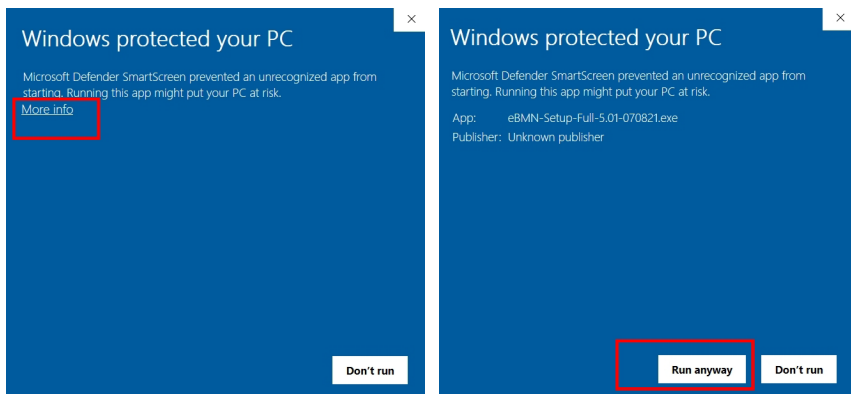 Windows protected your PC
Microsoft Defender SmartScreen prevented an unrecognized app from
starting. Running this app might put your PC at risk.
More info
Don't run
Windows protected your PC
Microsoft Defender SmartScreen prevented an unrecognized app from
starting. Running this app might put your PC at risk.
App: eBMN-Setup-Full-5.01-070821.exe
Publisher: Unknown publisher
Run anyway Don't run